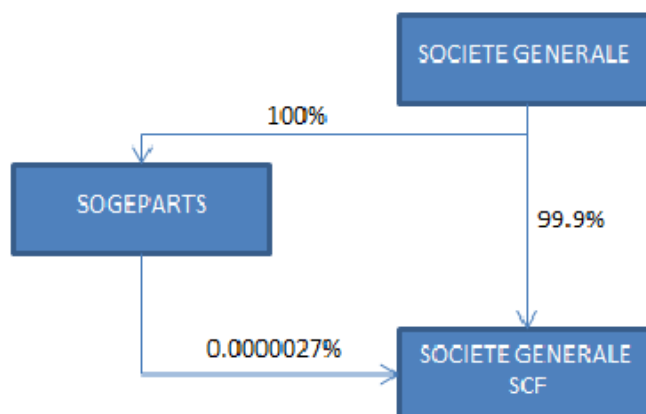 SOCIETE GENERALE
100%
SOGEPARTS
99.9%
0.0000027%
SOCIETE GENERALE
SCF